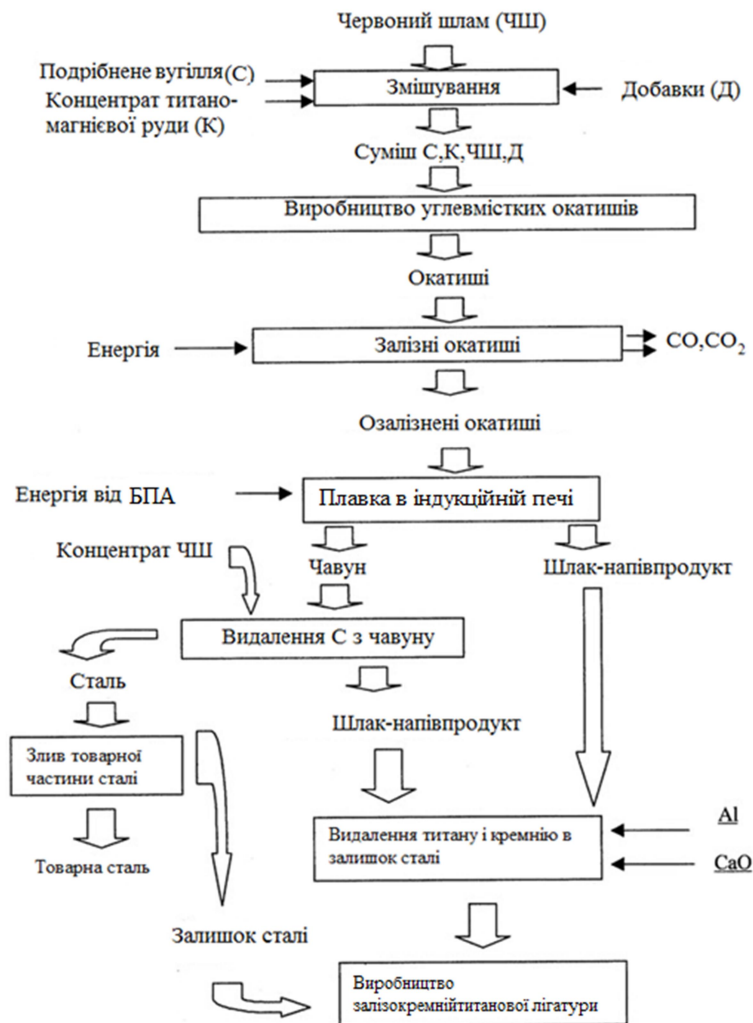 Червоний шлам (ЧШ)
Подрібнене вугілля(С)
Концентрат титано-
магнієвої руди (К)
Змішування
Добавки (Д)
Суміш С,К,ЧШ,Д
Виробництво углевмістких окатишів
Окатиші
Енергія
Залізні окатиші
CO,CO2
Озалізнені окатиші
Енергія від БПА
Плавка в індукційній печі
Концентрат ЧШ
Чавун
Шлак-напівпродукт
Видалення С з чавуну
Сталь
Шлак-напівпродукт
Злив товарної
частини сталі
Видалення титану і кремнію в
залишок сталі
Al
CaO
Товарна сталь
Залишок сталі
Виробництво
залізокремнійтитанової лігатури